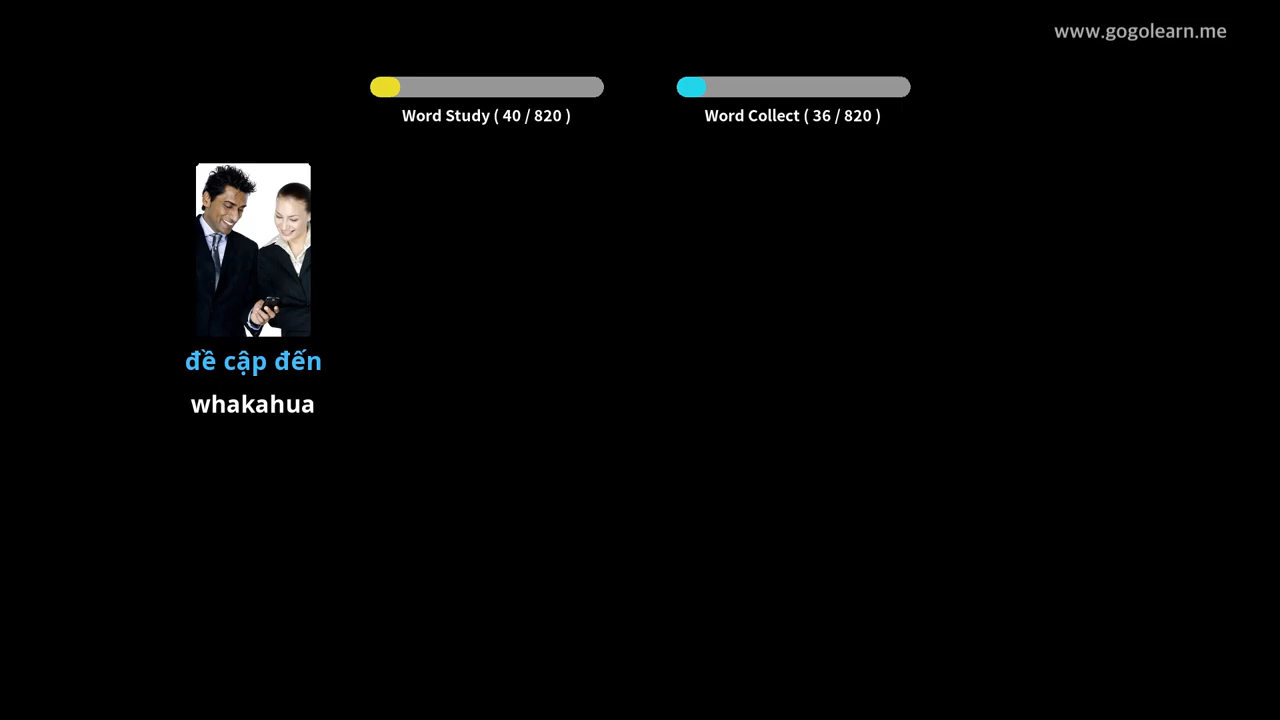 www.gogolearn.me
Word Study ( 40 / 820 )
Word Collect ( 36 / 820 )
đề cập đến
whakahua